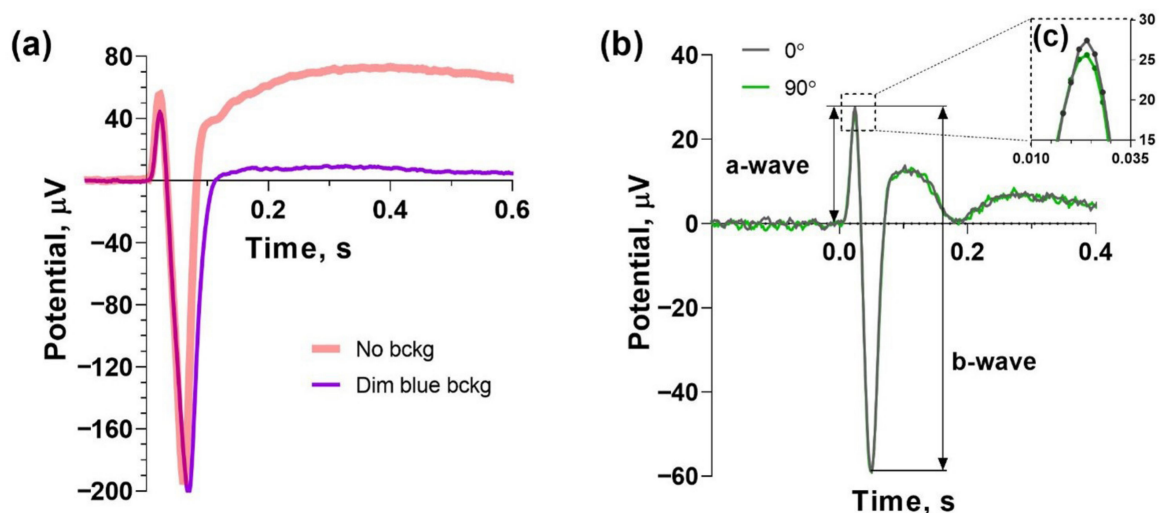 (a)
80
40
−40
−80
−120
−160
−200
0.2
0.4
0.6
Potential, µV
Time, s
No bckg
Dim blue bckg
(b)
0°
90°
40
20
0
−20
−40
−60
0.0
0.2
0.4
Potential, µV
Time, s
a-wave
b-wave
(c)
30
25
20
15
0.010
0.035